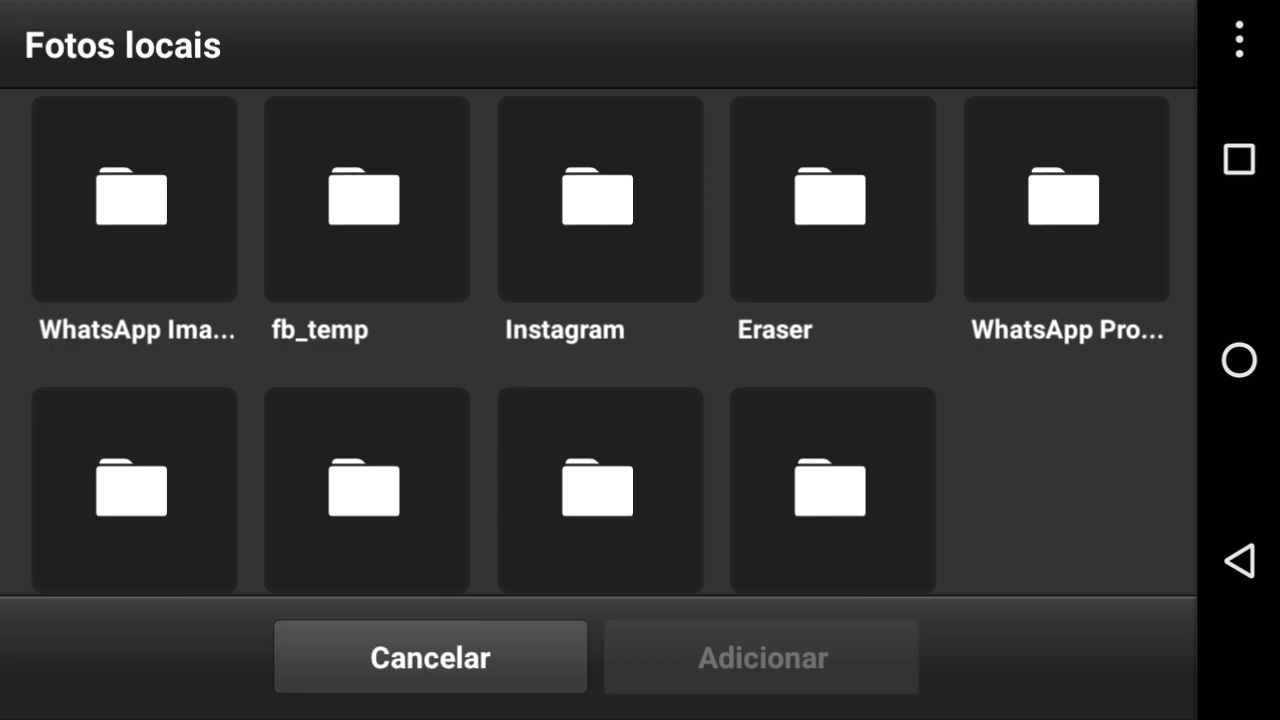 Fotos locais
WhatsApp Ima...
fb_temp
Instagram
Eraser
WhatsApp Pro...
Cancelar
Adicionar